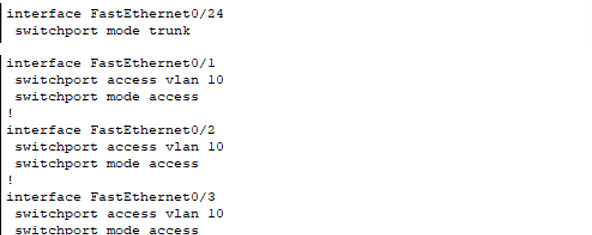 interface FastEthernet0/24
switchport mode trunk
interface FastEthernet0/1
switchport access vlan 10
switchport mode access
!
interface FastEthernet0/2
switchport access vlan 10
switchport mode access
!
interface FastEthernet0/3
switchport access vlan 10
switchport mode access